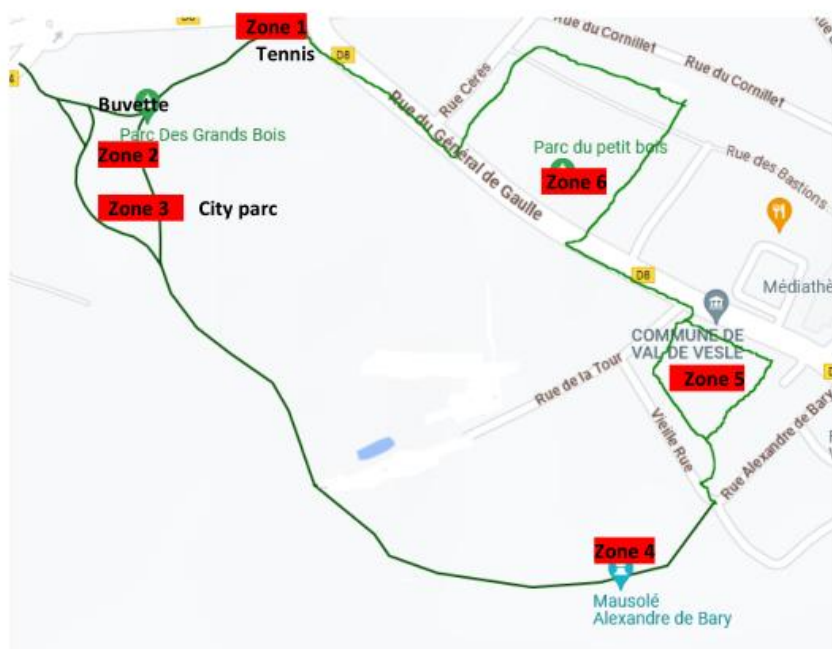 D8
Zone 1
Tennis
D8
Rue du Cornillet
Rue du Cornillet
Rue Cérès
4
Buvette
Parc Des Grands Bois
Rue du Général de Gaulle
Parc du petit bois
Rue des Bastions
Zone 2
Zone 6
Zone 3
City parc
D8
Médiathè
COMMUNE DE
VAL DE VESLE
Zone 5
Rue de la Tour
D
Vieille Rue
Rue Alexandre de Bary
Zone 4
Mausolé
Alexandre de Bary